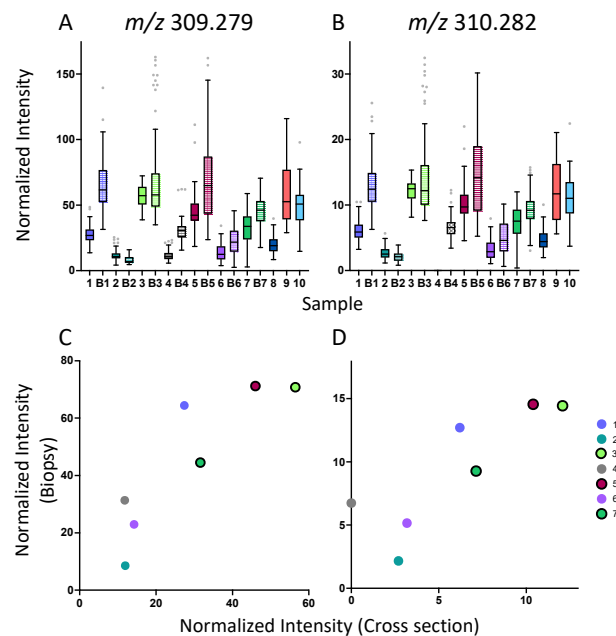 A
m/z 309.279
B
m/z 310.282
Normalized Intensity
150
100
50
0
20
10
0
1 B1 2 B2 3 B3 4 B4 5 B5 6 B6 7 B7 8 9 10
1 B1 2 B2 3 B3 4 B4 5 B5 6 B6 7 B7 8 9 10
Sample
C
D
Normalized Intensity
(Biopsy)
80
60
40
20
0
0 20 40 60
15
10
5
0
0 5 10
1
2
3
4
5
6
7
Normalized Intensity (Cross section)